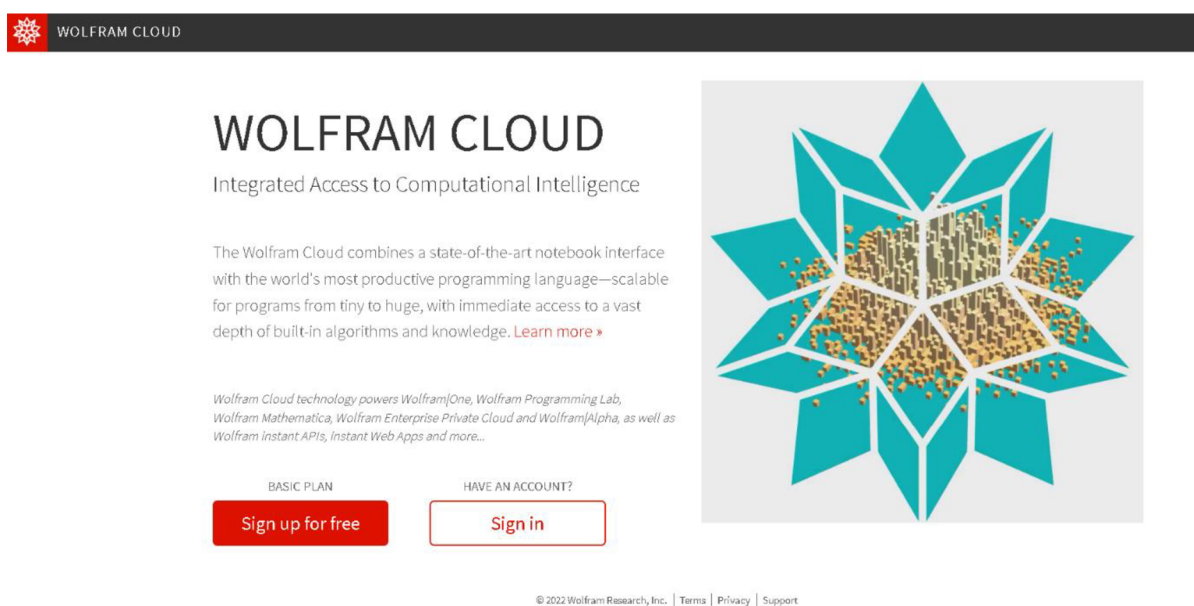 WOLFRAM CLOUD
WOLFRAM CLOUD
Integrated Access to Computational Intelligence
The Wolfram Cloud combines a state-of-the-art notebook interface
with the world's most productive programming language—scalable
for programs from tiny to huge, with immediate access to a vast
depth of built-in algorithms and knowledge. Learn more »
Wolfram Cloud technology powers Wolfram|One, Wolfram Programming Lab,
Wolfram Mathematica, Wolfram Enterprise Private Cloud and Wolfram|Alpha, as well as
Wolfram instant APIs, Instant Web Apps and more...
BASIC PLAN HAVE AN ACCOUNT?
Sign up for free Sign in
© 2022 Wolfram Research, Inc. | Terms | Privacy | Support